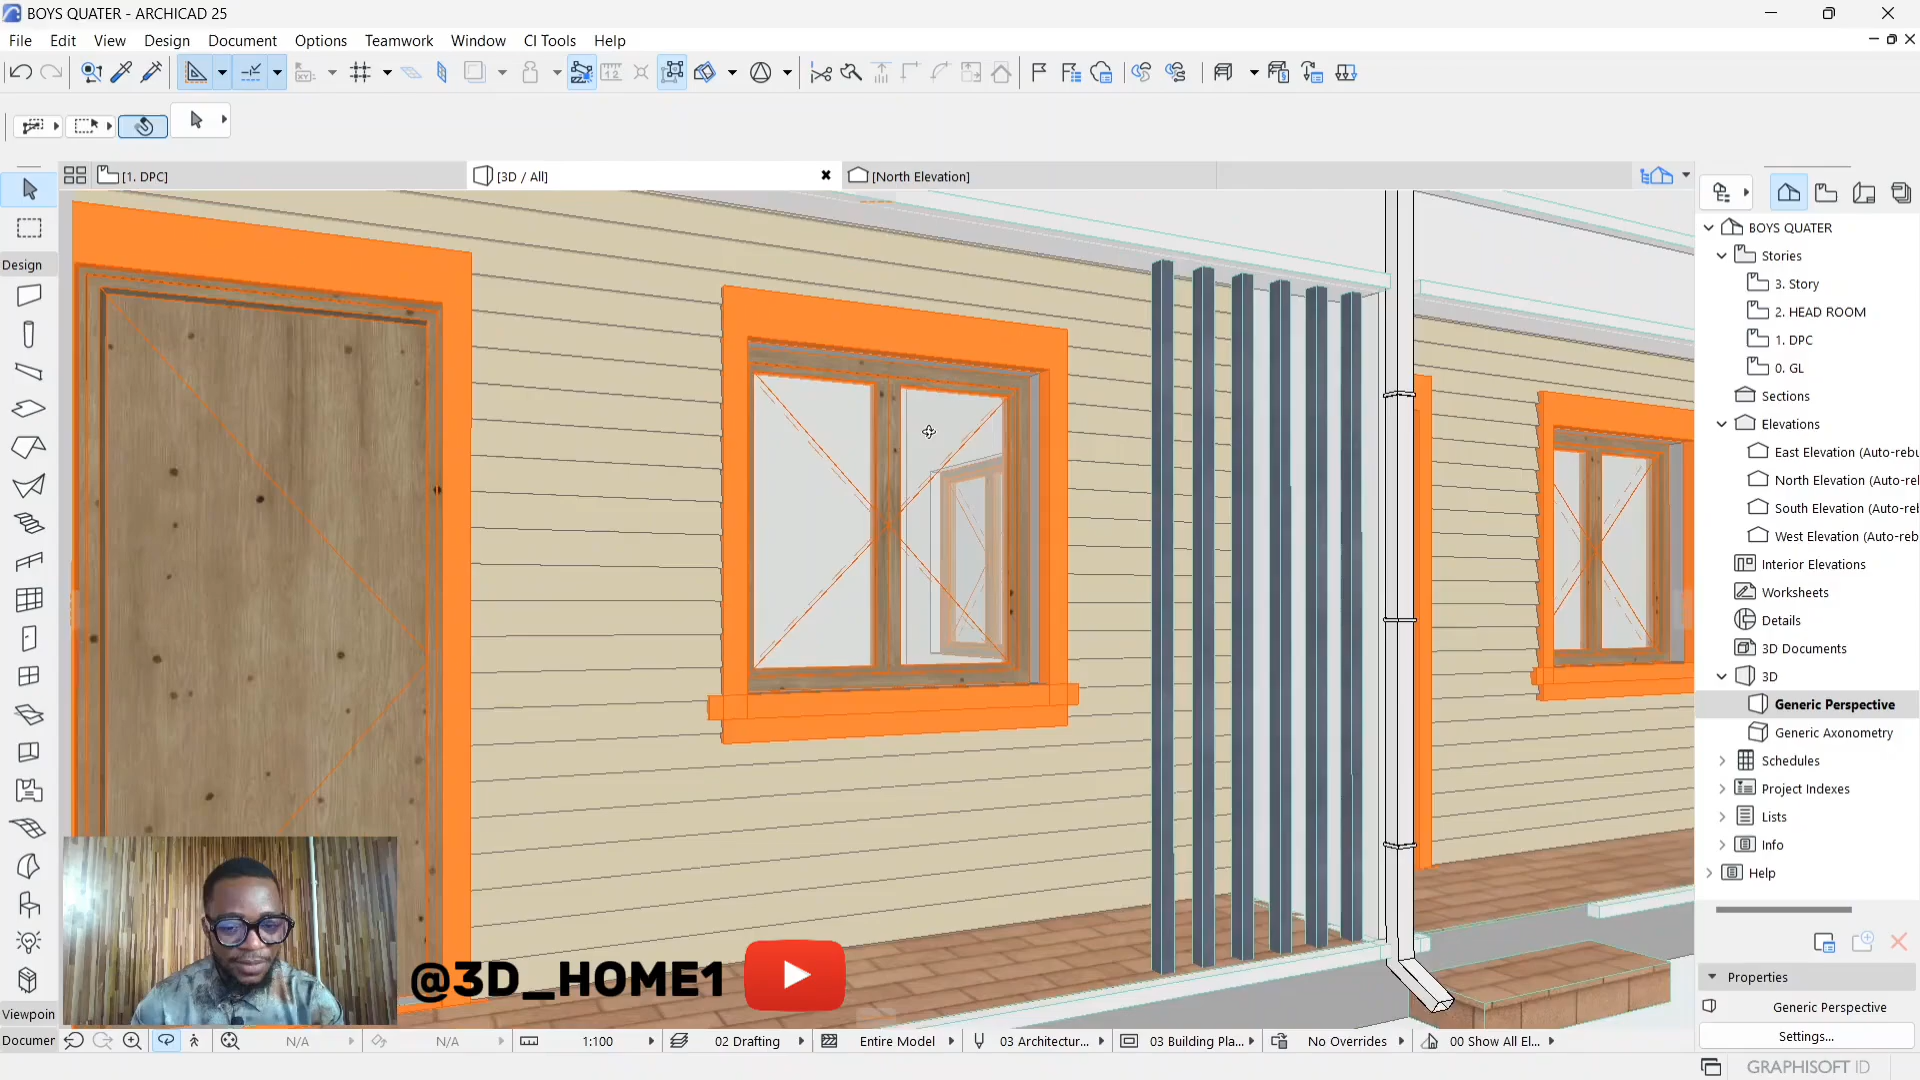 BOYS QUATER - ARCHICAD 25
File Edit View Design Document Options Teamwork Window CI Tools Help
[1. DPC]
[3D / All]
[North Elevation]
Design
BOYS QUATER
Stories
3. Story
2. HEAD ROOM
1. DPC
0. GL
Sections
Elevations
East Elevation (Auto-rebu
North Elevation (Auto-rel
South Elevation (Auto-rel
West Elevation (Auto-reb
Interior Elevations
Worksheets
Details
3D Documents
3D
Generic Perspective
Generic Axonometry
Schedules
Project Indexes
Lists
Info
Help
@3D_HOME1
Properties
Generic Perspective
Settings...
Viewpoin
Documer
N/A
N/A
1:100
02 Drafting
Entire Model
03 Architectur...
03 Building Pla...
No Overrides
00 Show All El...
GRAPHISOFT ID